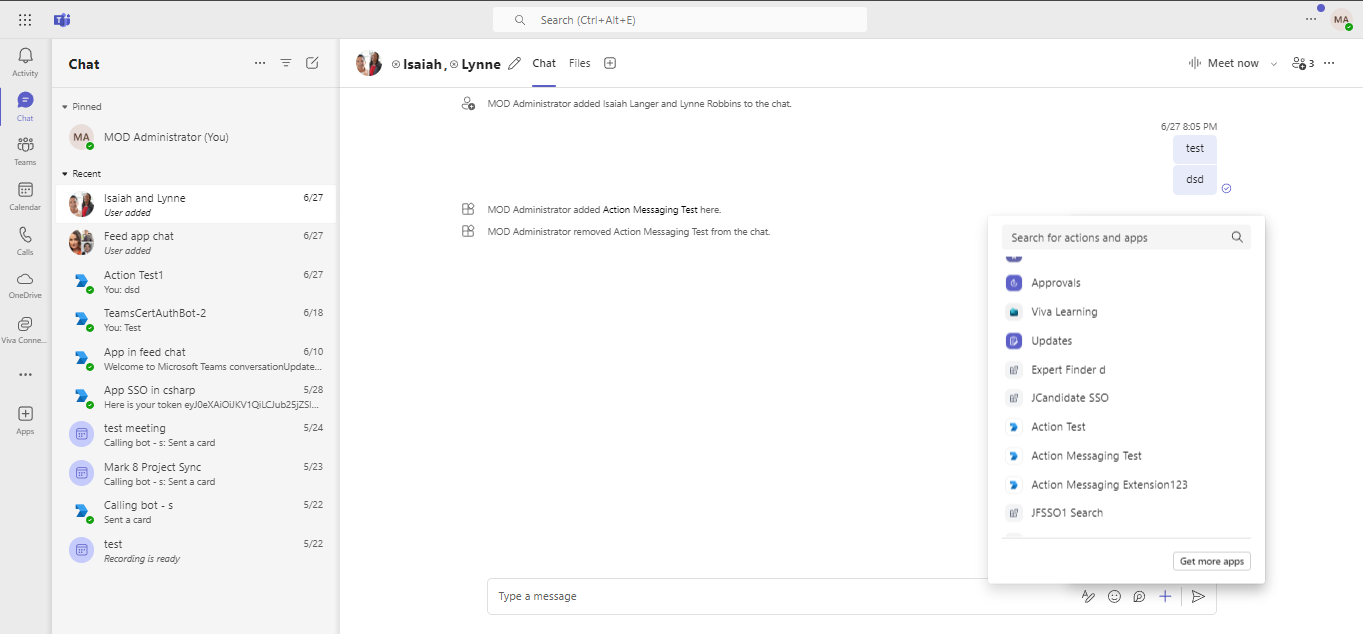 Search (Ctrl+Alt+E)
MA
Activity
Chat
Teams
Calendar
Calls
OneDrive
Viva Conne...
Apps
Chat
Pinned
MA
MOD Administrator (You)
Recent
Isaiah and Lynne 6/27
User added
Feed app chat 6/27
User added
Action Test1 6/27
You: dsd
TeamsCertAuthBot-2 6/18
You: Test
App in feed chat 6/10
Welcome to Microsoft Teams conversationUpdate...
App SSO in csharp 5/28
Here is your token eyJ0eXAiOiJKV1QiLCJub25jZSI...
test meeting 5/24
Calling bot - s: Sent a card
Mark 8 Project Sync 5/23
Calling bot - s: Sent a card
Calling bot - s 5/22
Sent a card
test 5/22
Recording is ready
Isaiah, Lynne Chat Files Meet now 3
MOD Administrator added Isaiah Langer and Lynne Robbins to the chat.
6/27 8:05 PM
test
dsd
MOD Administrator added Action Messaging Test here.
MOD Administrator removed Action Messaging Test from the chat.
Search for actions and apps
Approvals
Viva Learning
Updates
Expert Finder d
JCandidate SSO
Action Test
Action Messaging Test
Action Messaging Extension123
JFSSO1 Search
Get more apps
Type a message